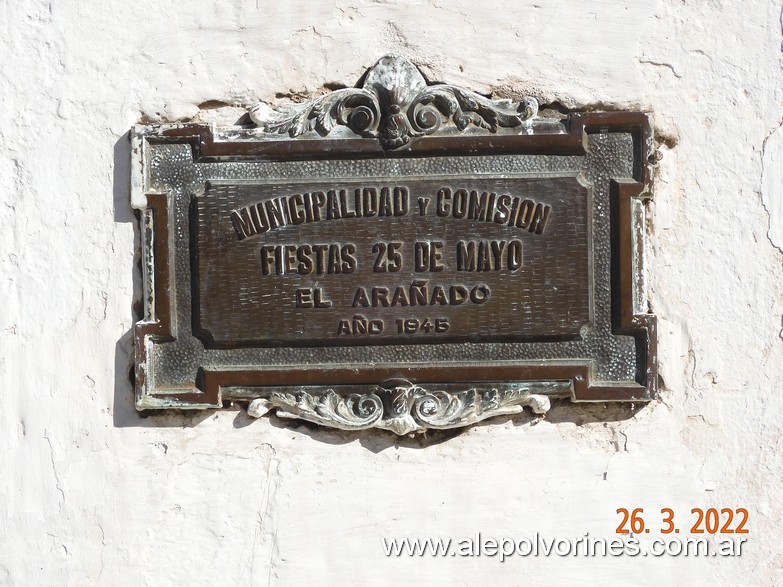 MUNICIPALIDAD Y COMISION
FIESTAS 25 DE MAYO
EL ARAÑADO
AÑO 1945
26. 3. 2022
www.alepolvorines.com.ar